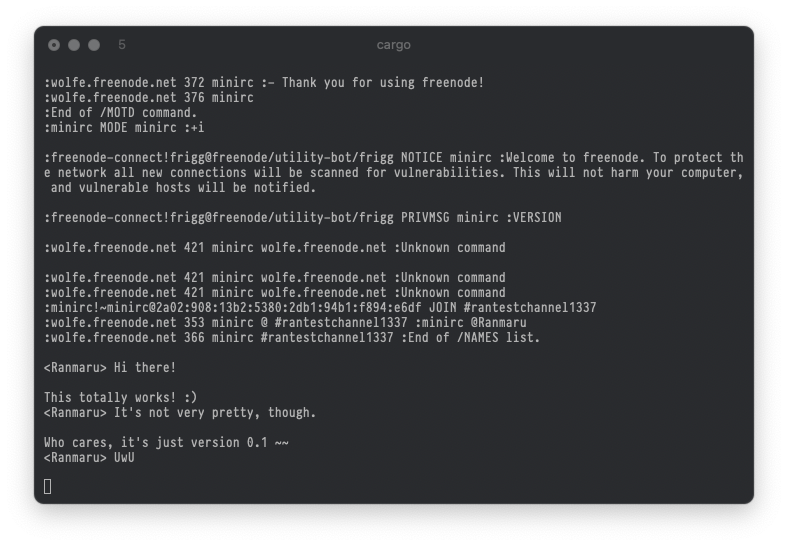 5
cargo
:wolfe.freenode.net 372 minirc :- Thank you for using freenode!
:wolfe.freenode.net 376 minirc
:End of /MOTD command.
:minirc MODE minirc :+i
:freenode-connect!frigg@freenode/utility-bot/frigg NOTICE minirc :Welcome to freenode. To protect th
e network all new connections will be scanned for vulnerabilities. This will not harm your computer,
 and vulnerable hosts will be notified.
:freenode-connect!frigg@freenode/utility-bot/frigg PRIVMSG minirc :VERSION
:wolfe.freenode.net 421 minirc wolfe.freenode.net :Unknown command
:wolfe.freenode.net 421 minirc wolfe.freenode.net :Unknown command
:wolfe.freenode.net 421 minirc wolfe.freenode.net :Unknown command
:minirc!~minirc@2a02:908:13b2:5380:2db1:94b1:f894:e6df JOIN #rantestchannel1337
:wolfe.freenode.net 353 minirc @ #rantestchannel1337 :minirc @Ranmaru
:wolfe.freenode.net 366 minirc #rantestchannel1337 :End of /NAMES list.
<Ranmaru> Hi there!
This totally works! :)
<Ranmaru> It's not very pretty, though.
Who cares, it's just version 0.1 ~~
<Ranmaru> UwU